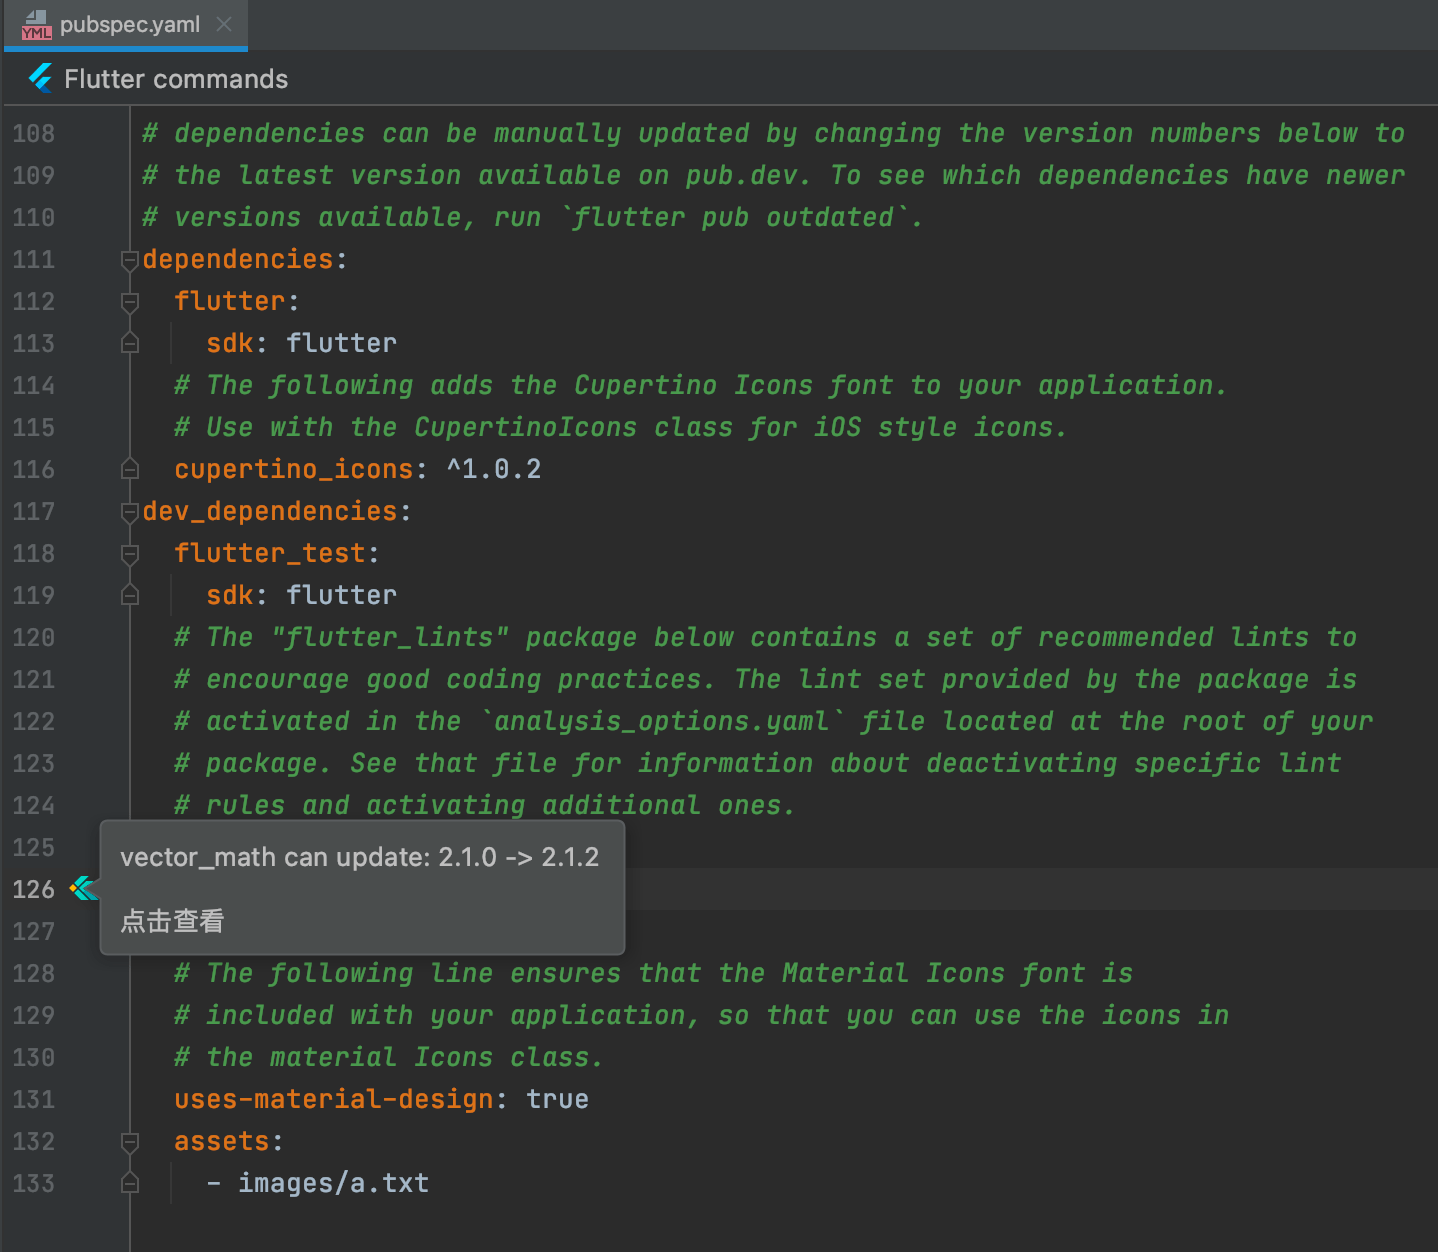 YML pubspec.yaml
Flutter commands
108 # dependencies can be manually updated by changing the version numbers below to
109 # the latest version available on pub.dev. To see which dependencies have newer
110 # versions available, run `flutter pub outdated`.
111 dependencies:
112 flutter:
113 sdk: flutter
114 # The following adds the Cupertino Icons font to your application.
115 # Use with the CupertinoIcons class for iOS style icons.
116 cupertino_icons: ^1.0.2
117 dev_dependencies:
118 flutter_test:
119 sdk: flutter
120 # The "flutter_lints" package below contains a set of recommended lints to
121 # encourage good coding practices. The lint set provided by the package is
122 # activated in the `analysis_options.yaml` file located at the root of your
123 # package. See that file for information about deactivating specific lint
124 # rules and activating additional ones.
125
vector_math can update: 2.1.0 -> 2.1.2
126
点击查看
127
128 # The following line ensures that the Material Icons font is
129 # included with your application, so that you can use the icons in
130 # the material Icons class.
131 uses-material-design: true
132 assets:
133 - images/a.txt